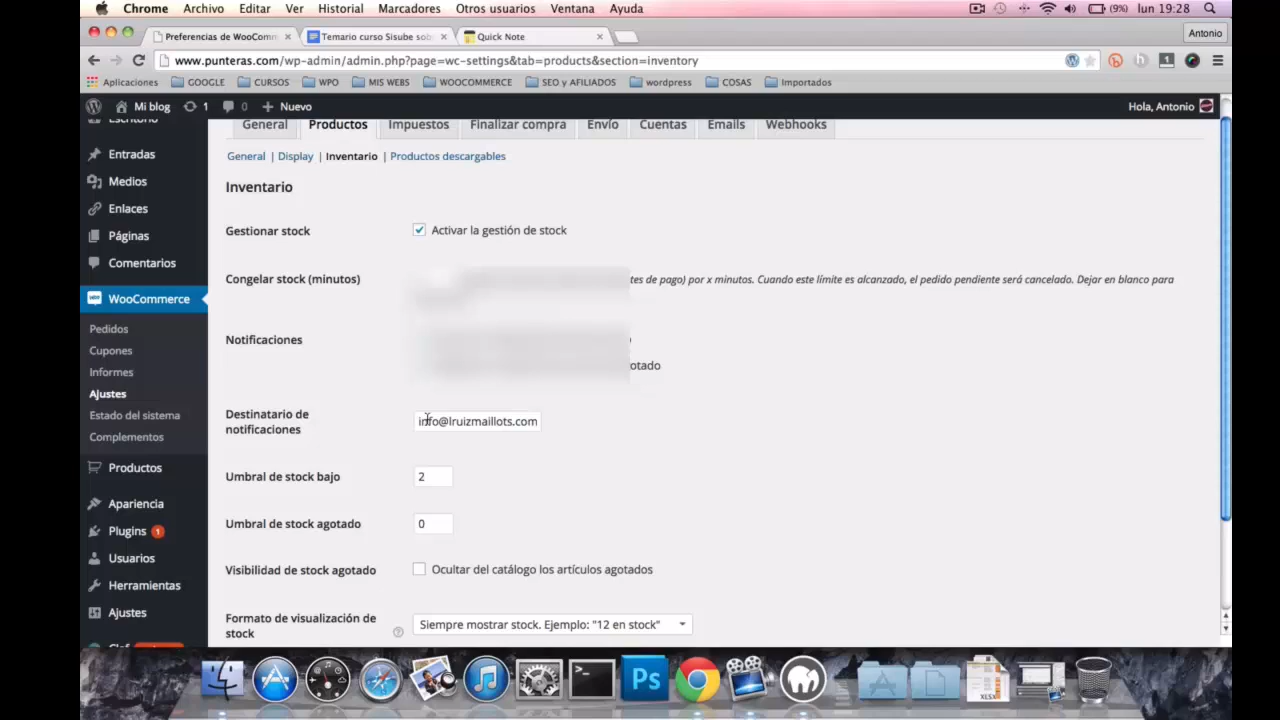 Chrome Archivo Editar Ver Historial Marcadores Otros usuarios Ventana Ayuda (9%) lun 19:28
Preferencias de WooComm Temario curso Sisube sob Quick Note Antonio
www.punteras.com/wp-admin/admin.php?page=wc-settings&tab=products&section=inventory
Aplicaciones GOOGLE CURSOS WPO MIS WEBS WOOCOMMERCE SEO y AFILIADOS wordpress COSAS Importados
Mi blog 1 0 + Nuevo Hola, Antonio
Escritorio
General Productos Impuestos Finalizar compra Envío Cuentas Emails Webhooks
Entradas
General | Display | Inventario | Productos descargables
Medios
Inventario
Enlaces
Páginas
Gestionar stock Activar la gestión de stock
Comentarios
Congelar stock (minutos) tes de pago) por x minutos. Cuando este límite es alcanzado, el pedido pendiente será cancelado. Dejar en blanco para
WooCommerce
Pedidos
Notificaciones
Cupones
otado
Informes
Ajustes
Destinatario de
notificaciones
info@lruizmaillots.com
Estado del sistema
Complementos
Productos
Umbral de stock bajo 2
Apariencia
Umbral de stock agotado 0
Plugins 1
Usuarios
Visibilidad de stock agotado Ocultar del catálogo los artículos agotados
Herramientas
Ajustes
Formato de visualización de
stock
Siempre mostrar stock. Ejemplo: "12 en stock"
Ps
XLSX